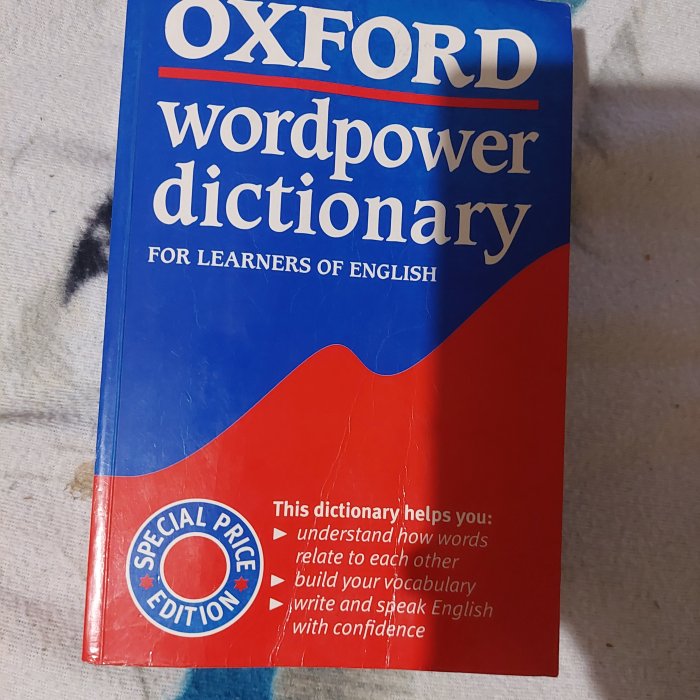 OXFORD
wordpower
dictionary
FOR LEARNERS OF ENGLISH
SPECIAL PRICE
EDITION
This dictionary helps you:
► understand how words
relate to each other
► build your vocabulary
► write and speak English
with confidence